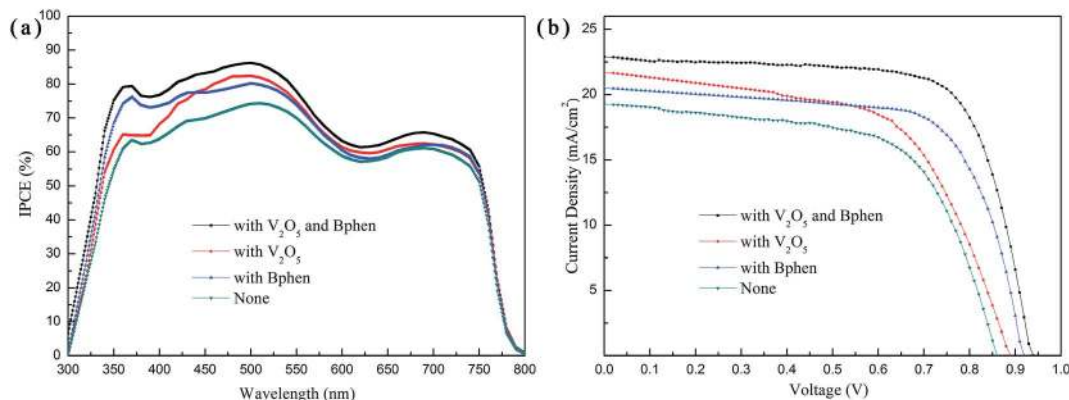 (a)
100
90
80
70
60
50
40
30
20
10
0
IPCE (%)
with V₂O₅ and Bphen
with V₂O₅
with Bphen
None
300 350 400 450 500 550 600 650 700 750 800
Wavelength (nm)
(b)
25
20
15
10
5
Current Density (mA/cm²)
with V₂O₅ and Bphen
with V₂O₅
with Bphen
None
0.0 0.1 0.2 0.3 0.4 0.5 0.6 0.7 0.8 0.9 1.0
Voltage (V)